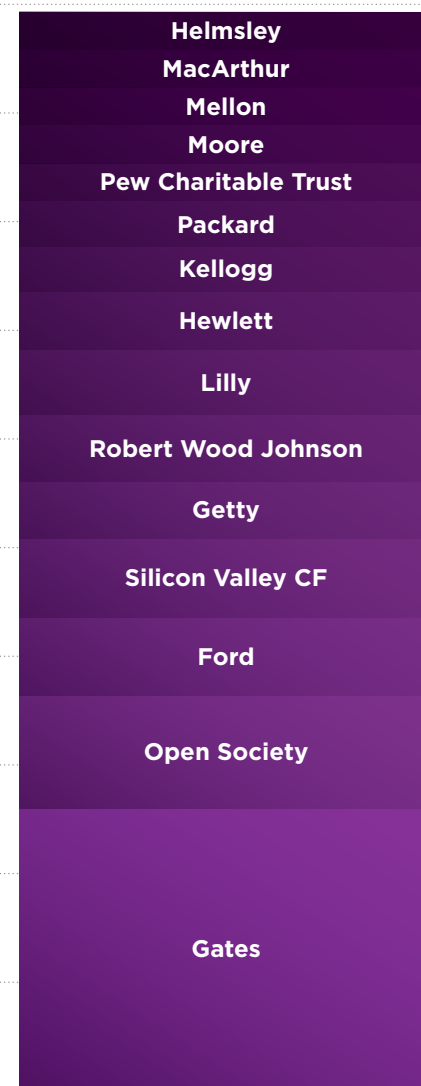 Helmsley
MacArthur
Mellon
Moore
Pew Charitable Trust
Packard
Kellogg
Hewlett
Lilly
Robert Wood Johnson
Getty
Silicon Valley CF
Ford
Open Society
Gates